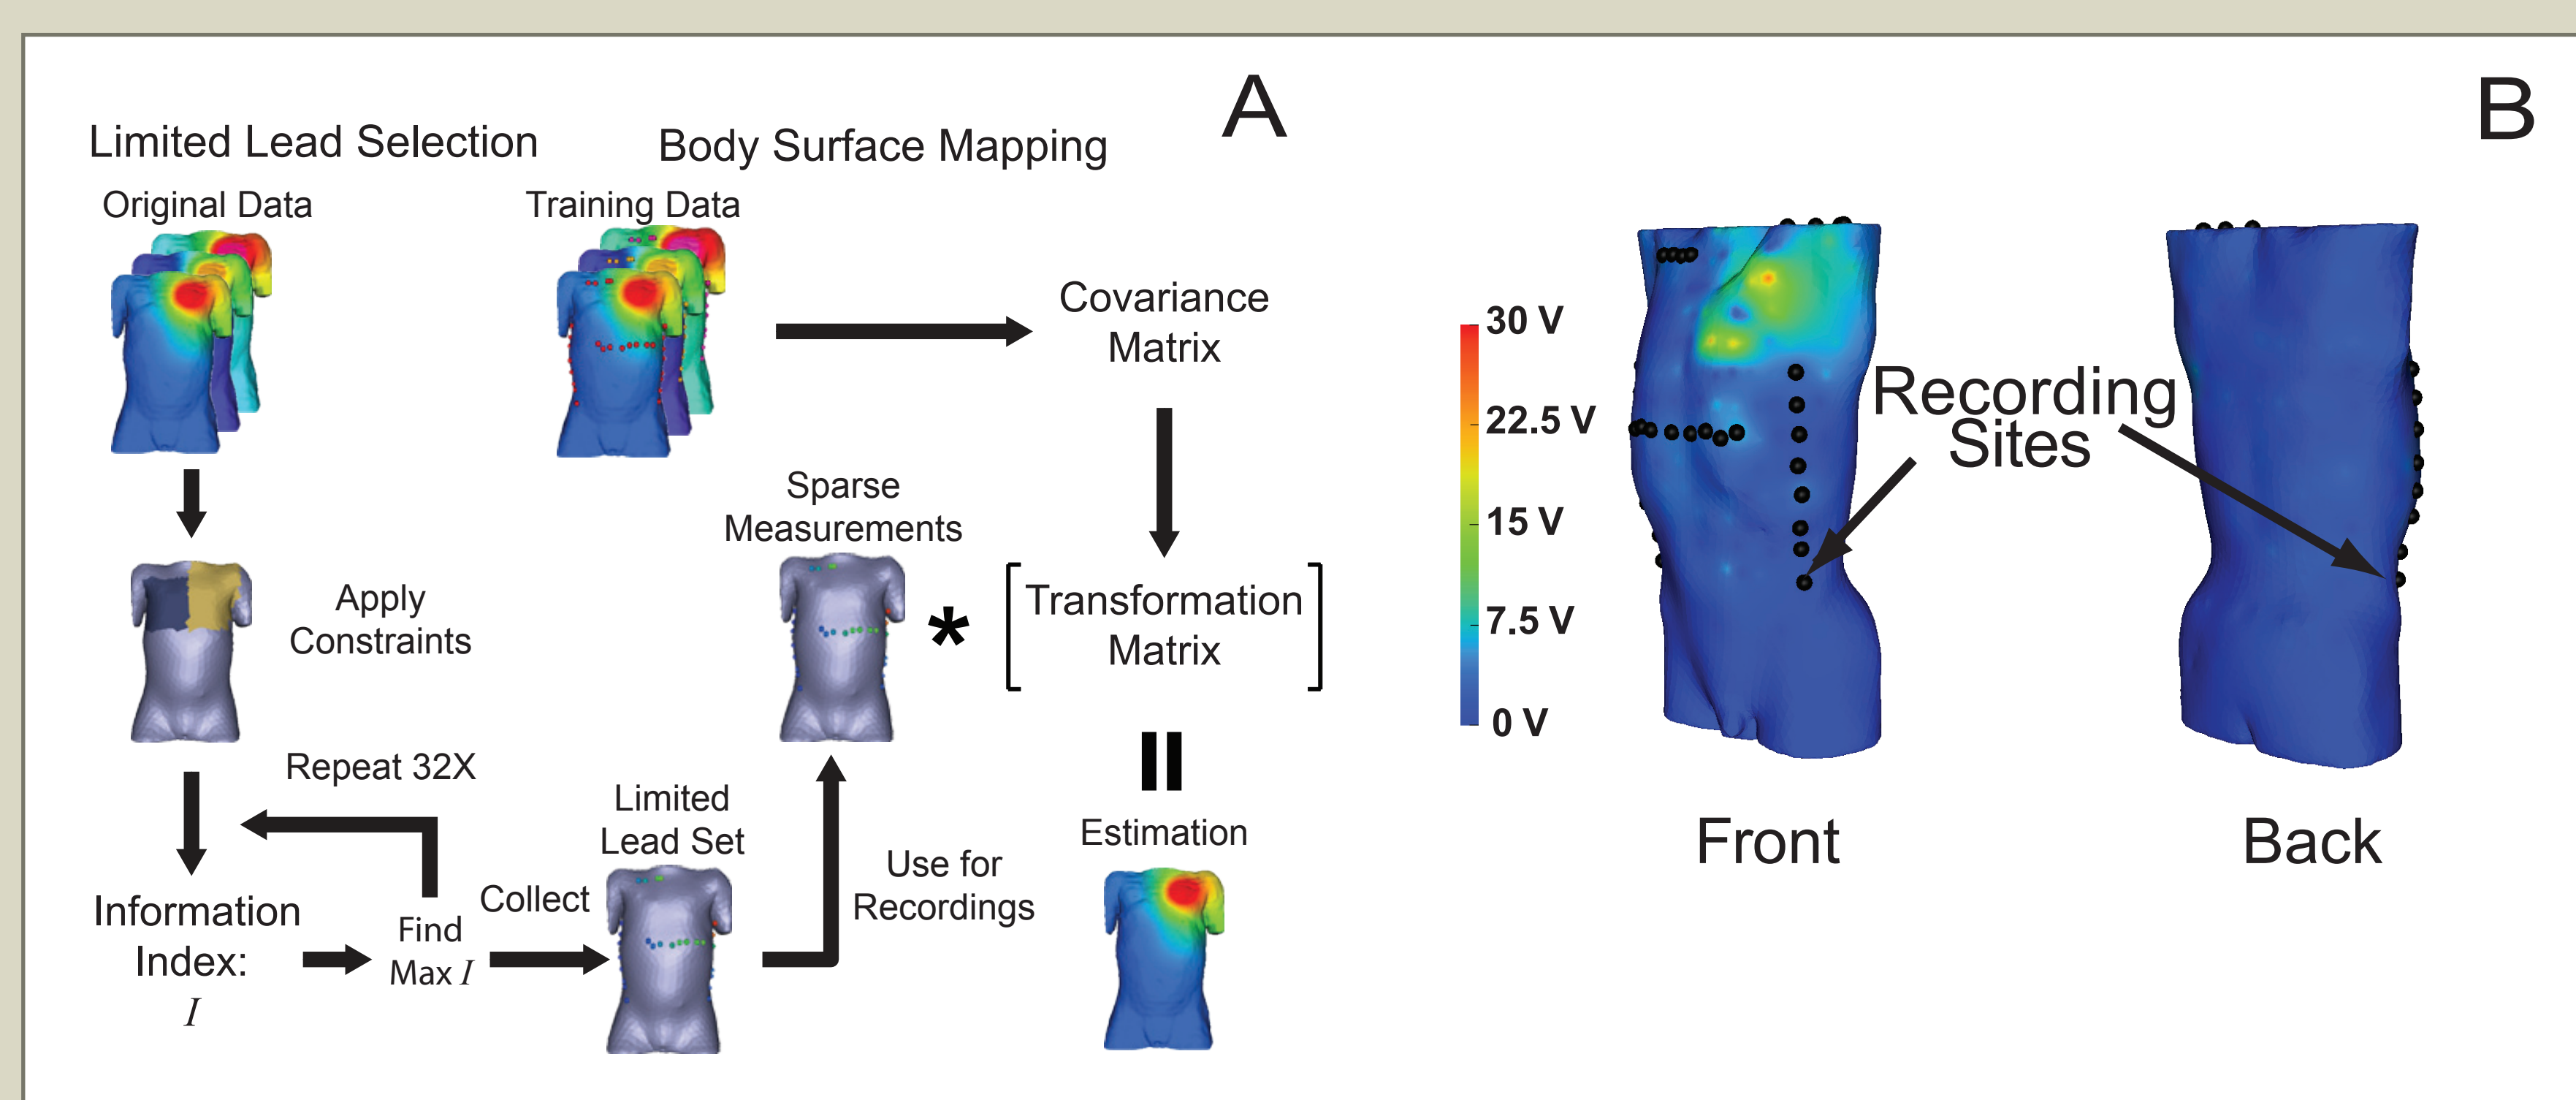 A
B
Limited Lead Selection
Body Surface Mapping
Original Data
Training Data
Covariance
Matrix
Sparse
Measurements
Apply
Constraints
*
[Transformation
Matrix]
=
Repeat 32X
Limited
Lead Set
Estimation
Information
Index:
I
Find
Max I
Collect
Use for
Recordings
30 V
22.5 V
15 V
7.5 V
0 V
Recording
Sites
Front
Back